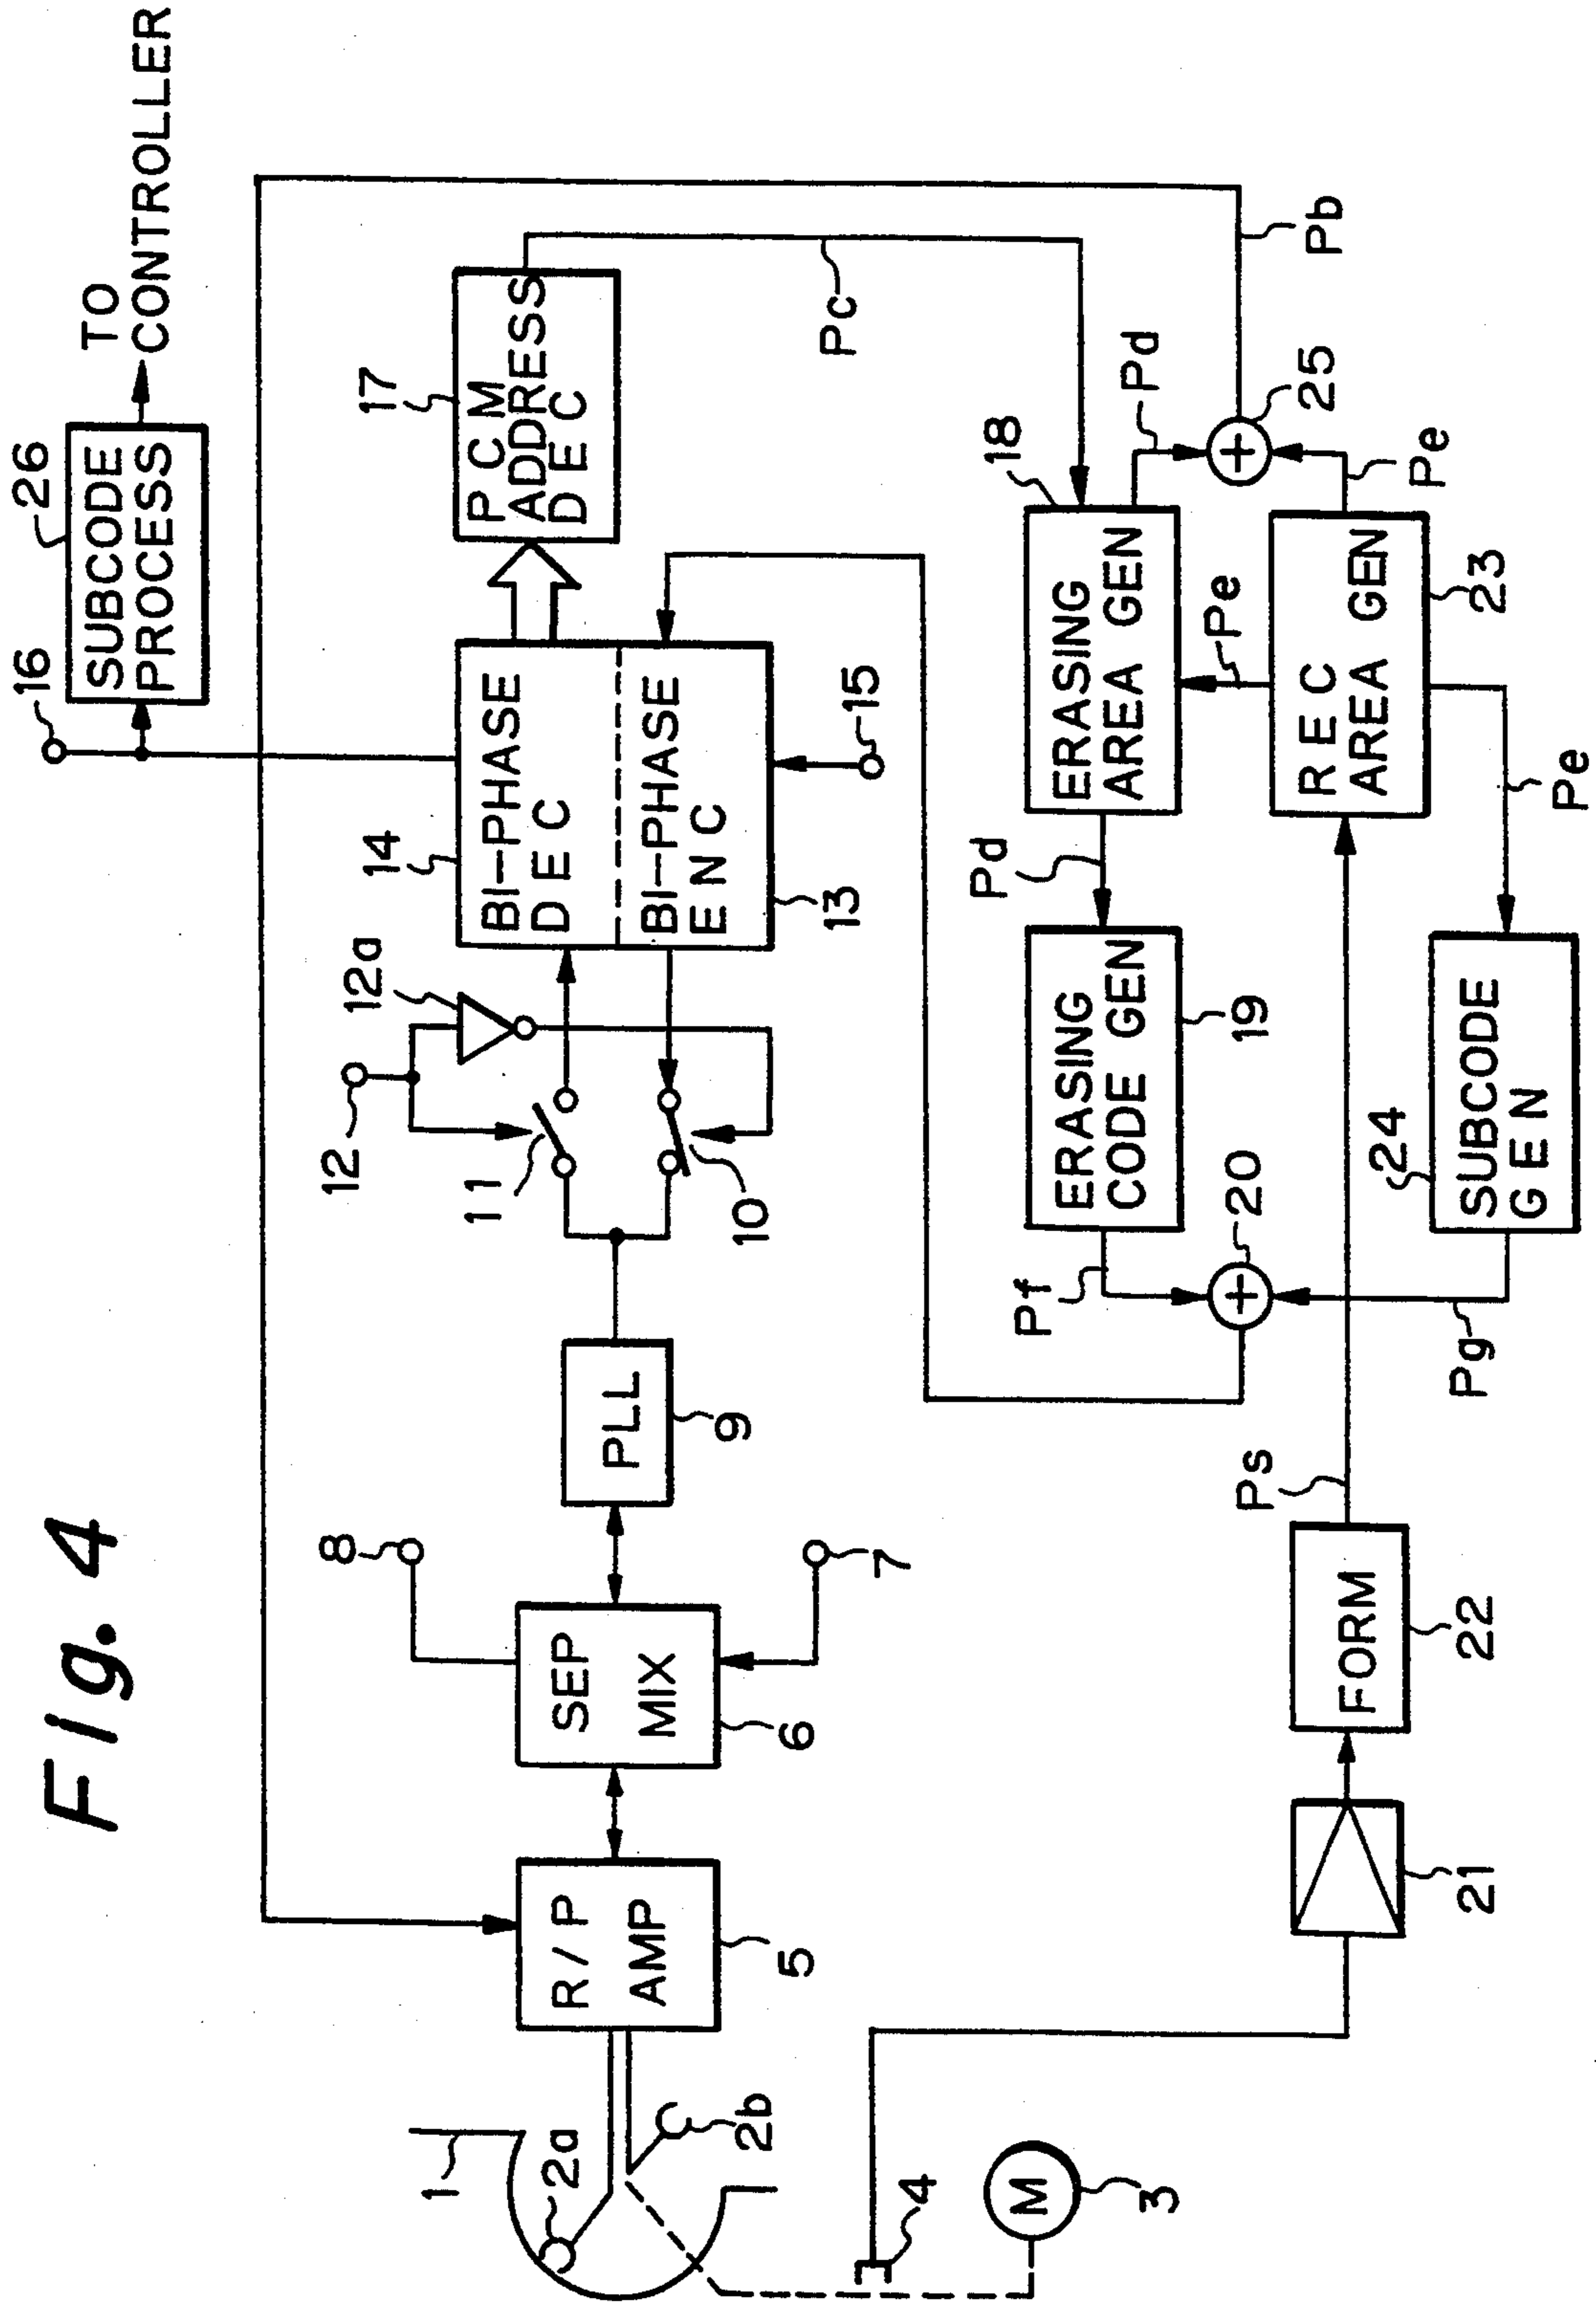 Fig. 4
16
26
SUBCODE
PROCESS
TO
CONTROLLER
12
12a
14
17
PCM
ADDRESS
DEC
8
11
BI-PHASE
DEC
BI-PHASE
ENC
1
2a
2b
R/P
AMP
5
SEP
MIX
6
7
PLL
9
10
13
15
Pc
4
M
3
Pf
ERASING
CODE GEN
19
Pd
ERASING
AREA GEN
18
Pd
Pb
20
Pe
25
21
FORM
22
Ps
REC
AREA GEN
23
Pe
Pg
24
SUBCODE
GEN
Pe